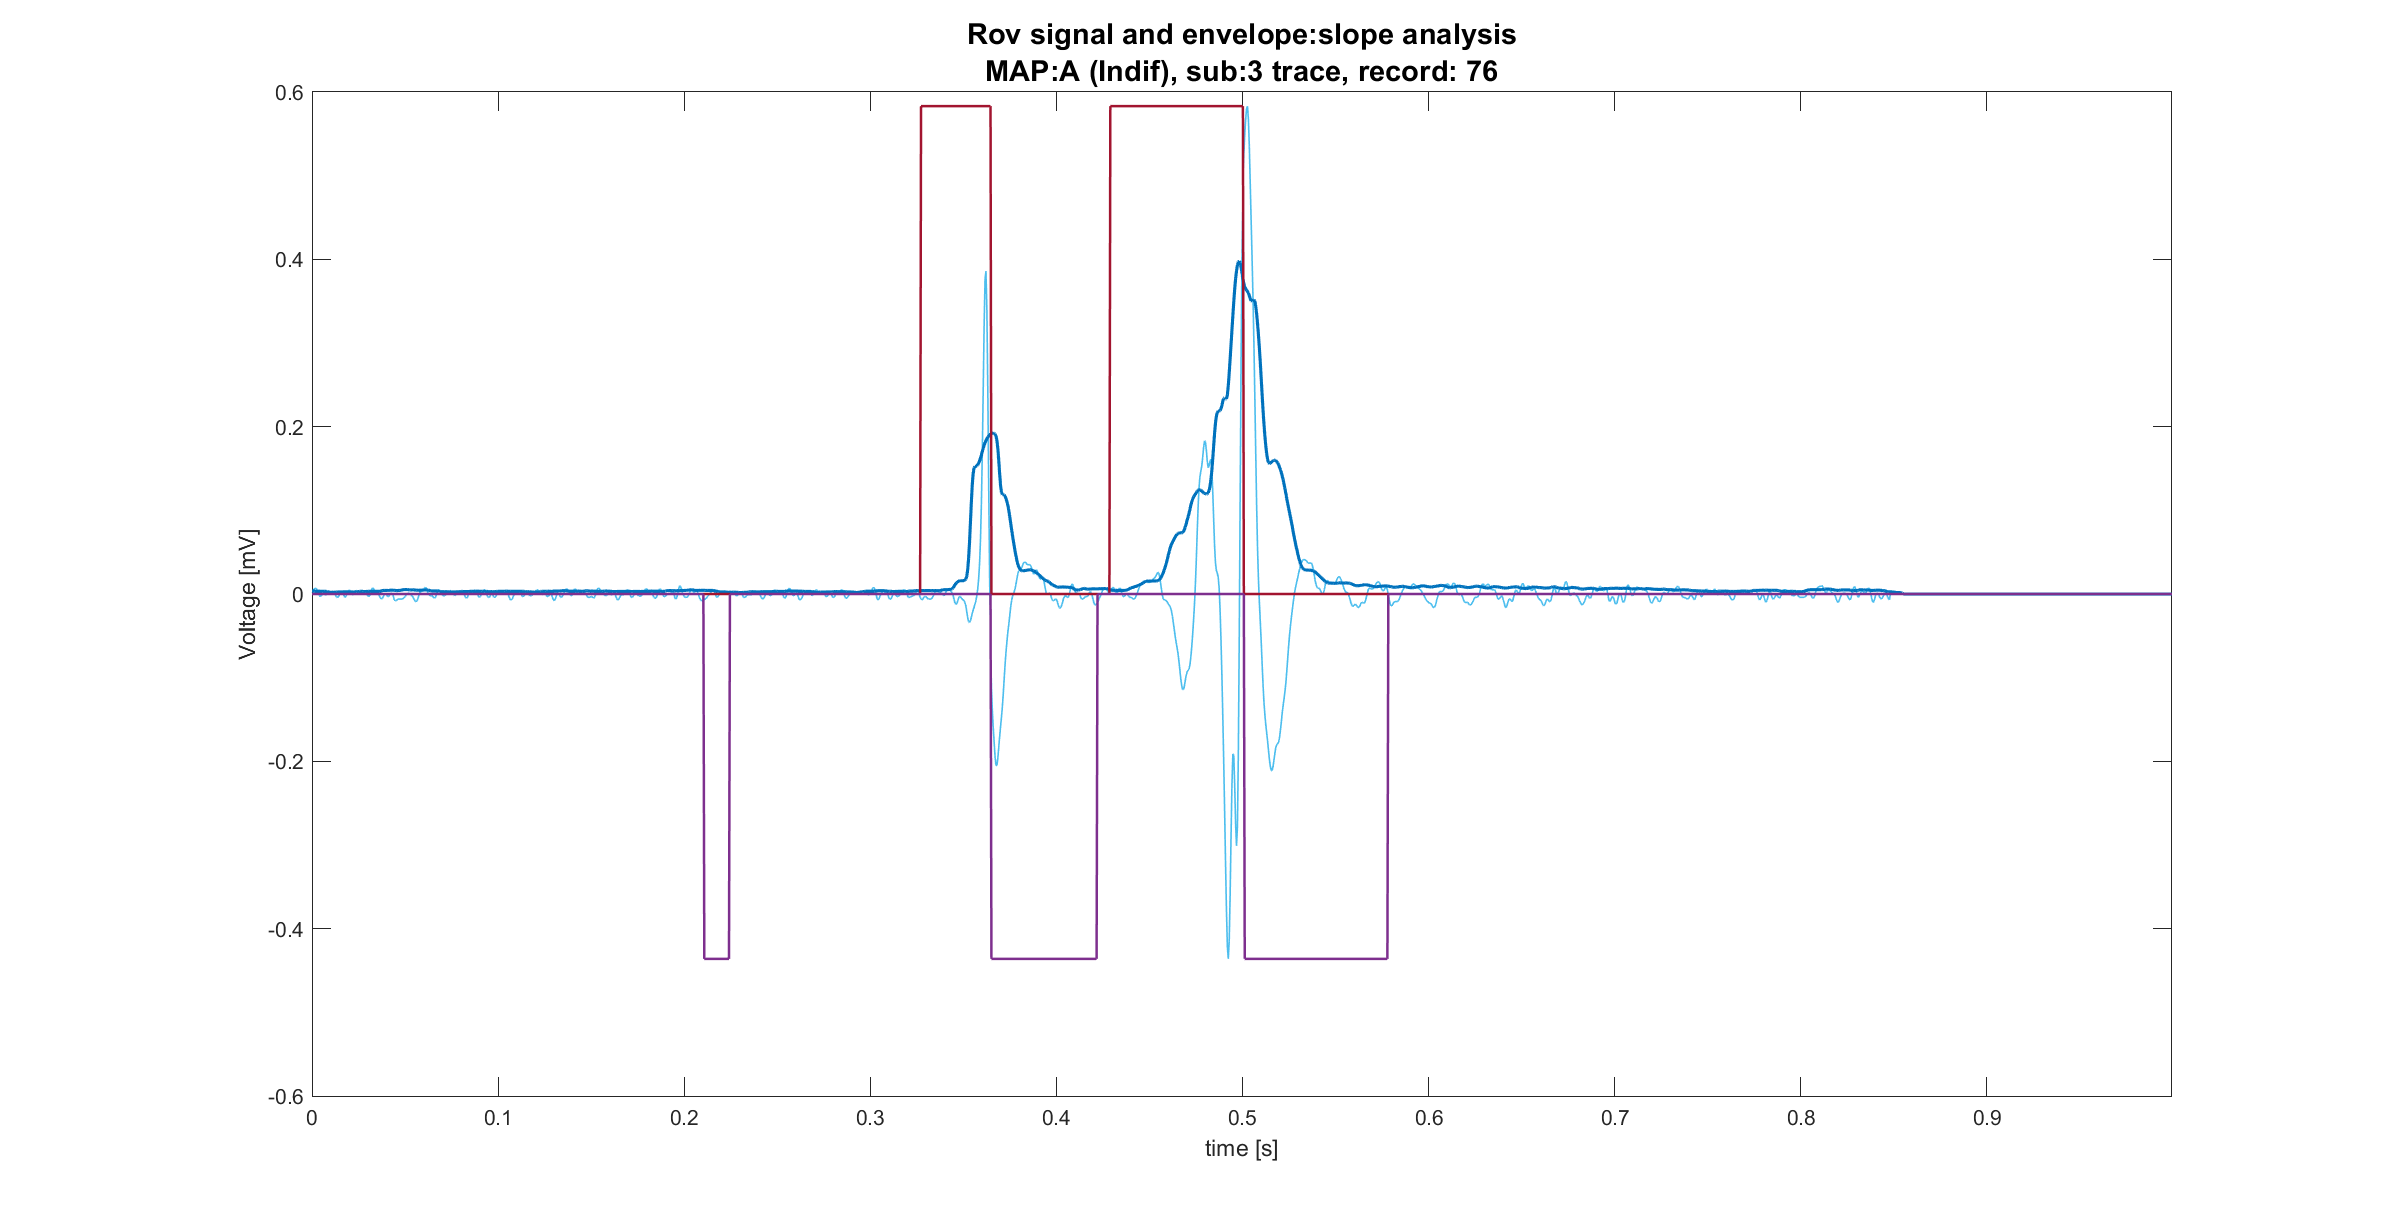 Rov signal and envelope:slope analysis
MAP:A (Indif), sub:3 trace, record: 76
0.6
0.4
0.2
0
-0.2
-0.4
-0.6
Voltage [mV]
0 0.1 0.2 0.3 0.4 0.5 0.6 0.7 0.8 0.9
time [s]